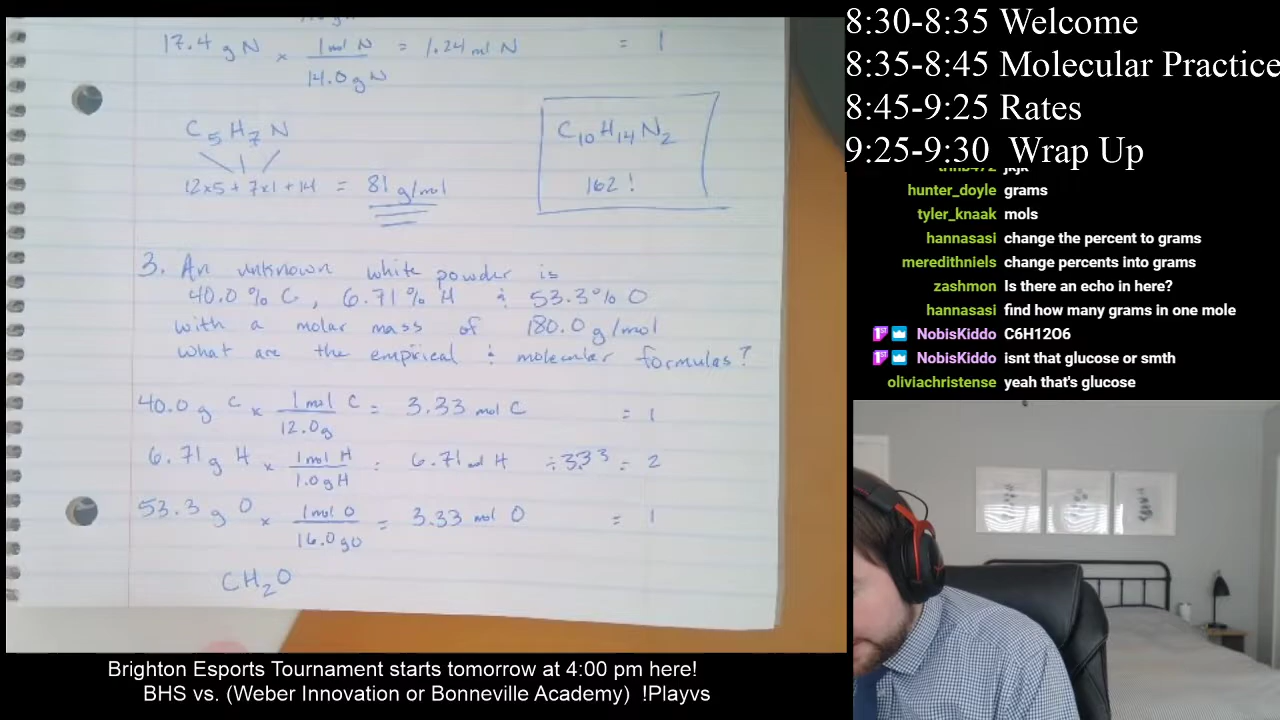 17.4 g N × 1 mol N = 1.24 mol N = 1
14.0 g N
C5H7N
12x5 + 7x1 + 14 = 81 g/mol
C10H14N2
162!
3. An unknown white powder is
40.0% C, 6.71% H & 53.3% O
with a molar mass of 180.0 g/mol
What are the empirical & molecular formulas?
40.0 g C × 1 mol C = 3.33 mol C = 1
12.0g
6.71 g H × 1 mol H = 6.71 mol H ÷ 3.33 = 2
1.0 g H
53.3 g O × 1 mol O = 3.33 mol O = 1
16.0 g O
CH2O
8:30-8:35 Welcome
8:35-8:45 Molecular Practice
8:45-9:25 Rates
9:25-9:30 Wrap Up
jkjk
hunter_doyle grams
tyler_knaak mols
hannasasi change the percent to grams
meredithniels change percents into grams
zashmon Is there an echo in here?
hannasasi find how many grams in one mole
1st NobisKiddo C6H12O6
1st NobisKiddo isnt that glucose or smth
oliviachristense yeah that's glucose
Brighton Esports Tournament starts tomorrow at 4:00 pm here!
BHS vs. (Weber Innovation or Bonneville Academy) !Playvs